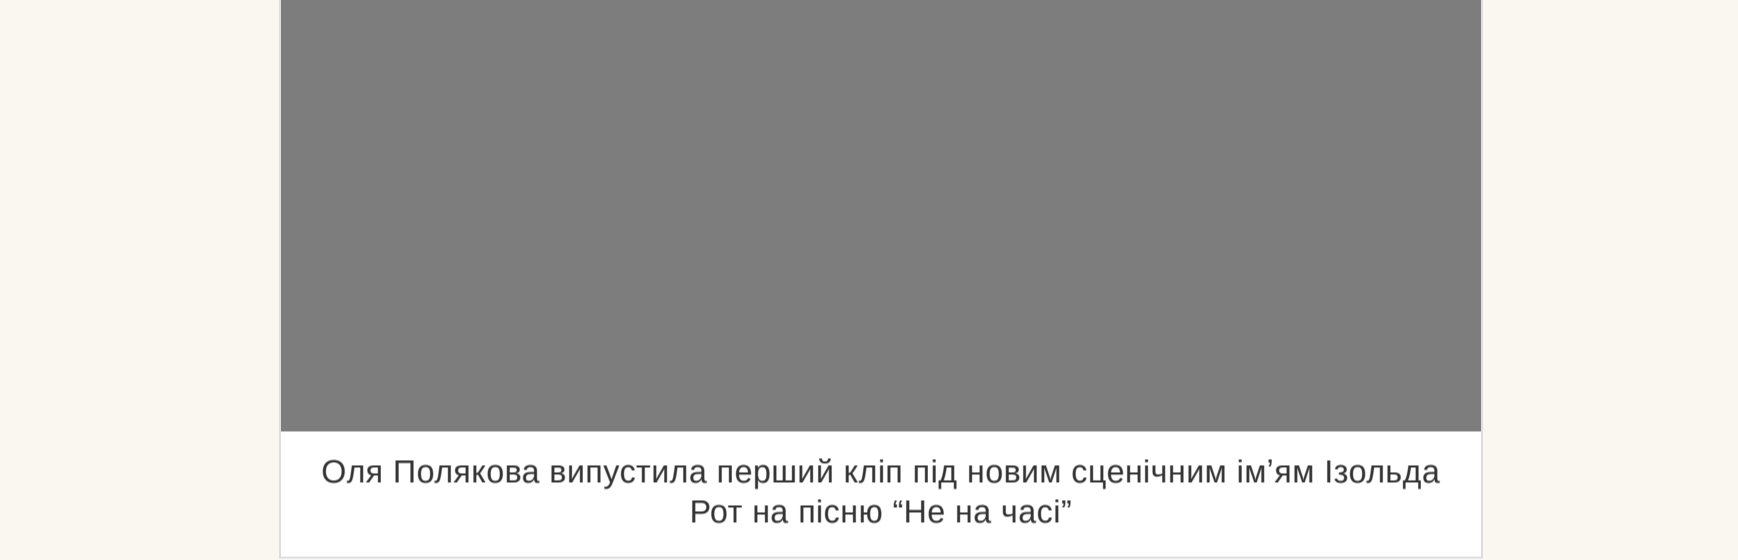 Оля Полякова випустила перший кліп під новим сценічним ім’ям Ізольда
Рот на пісню “Не на часі”